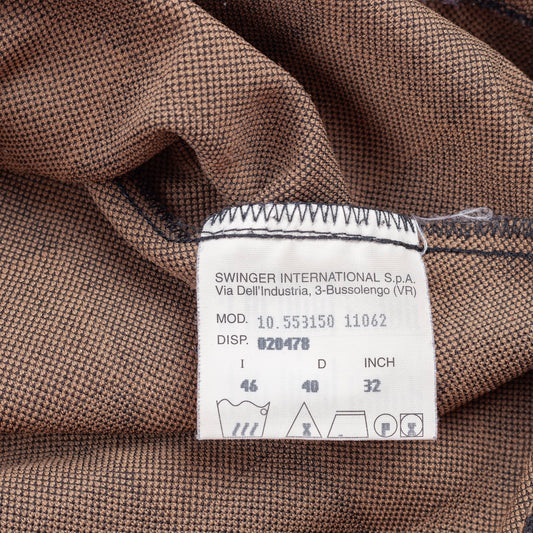 SWINGER INTERNATIONAL S.p.A.
Via Dell'Industria, 3-Bussolengo (VR)
MOD. 10.553150 11062
DISP. 020478
I D INCH
46 40 32
P